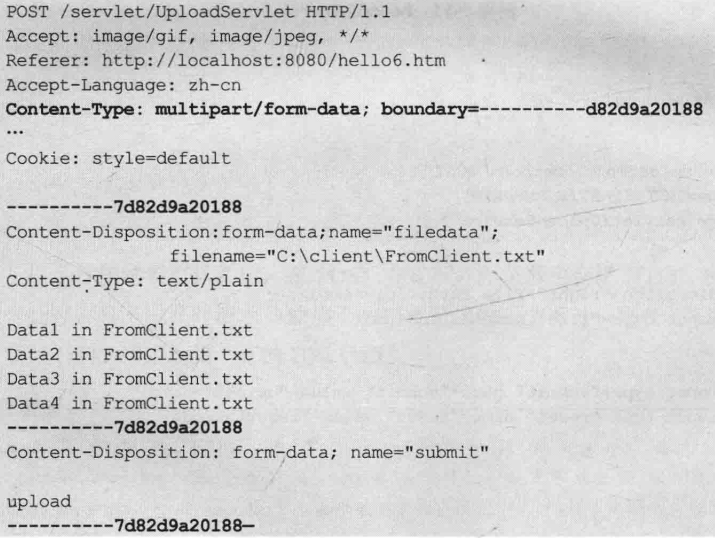 POST /servlet/UploadServlet HTTP/1.1
Accept: image/gif, image/jpeg, */*
Referer: http://localhost:8080/hello6.htm
Accept-Language: zh-cn
Content-Type: multipart/form-data; boundary=----------d82d9a20188
…
Cookie: style=default

----------7d82d9a20188
Content-Disposition:form-data;name="filedata";
filename="C:\client\FromClient.txt"
Content-Type: text/plain

Data1 in FromClient.txt
Data2 in FromClient.txt
Data3 in FromClient.txt
Data4 in FromClient.txt
----------7d82d9a20188
Content-Disposition: form-data; name="submit"

upload
----------7d82d9a20188—